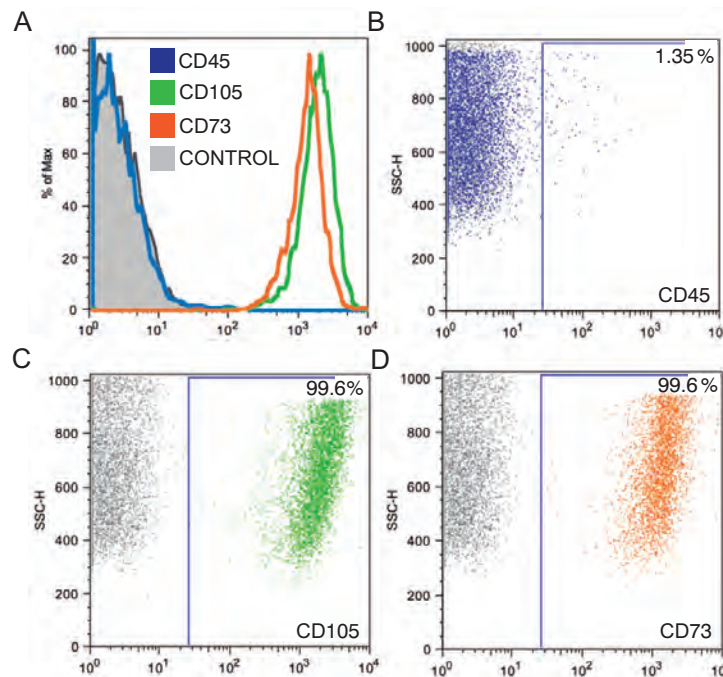 A
% of Max
100
80
60
40
20
0
10⁰ 10¹ 10² 10³ 10⁴
CD45
CD105
CD73
CONTROL
B
SSC-H
1000
800
600
400
200
0
10⁰ 10¹ 10² 10³
1.35%
CD45
C
SSC-H
1000
800
600
400
200
0
10⁰ 10¹ 10² 10³ 10⁴
99.6%
CD105
D
SSC-H
1000
800
600
400
200
0
10⁰ 10¹ 10² 10³
99.6%
CD73